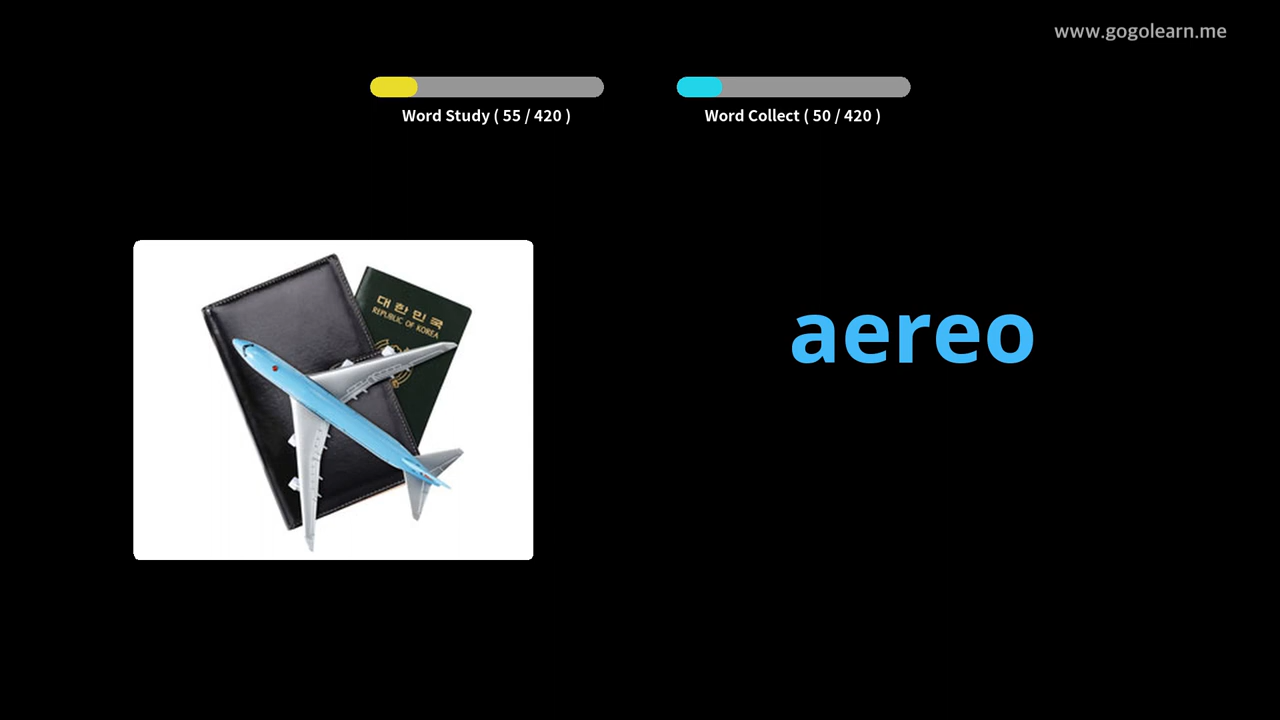 www.gogolearn.me
Word Study ( 55 / 420 )
Word Collect ( 50 / 420 )
대한민국
REPUBLIC OF KOREA
aereo